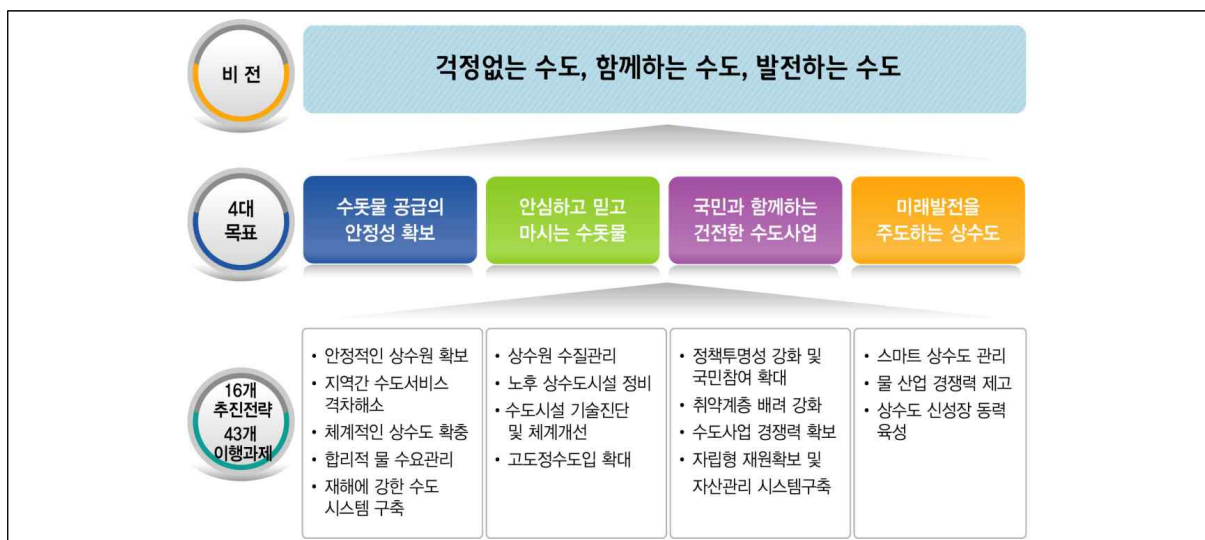 비 전
걱정없는 수도, 함께하는 수도, 발전하는 수도
4대
목표
수돗물 공급의
안정성 확보
안심하고 믿고
마시는 수돗물
국민과 함께하는
건전한 수도사업
미래발전을
주도하는 상수도
16개
추진전략
43개
이행과제
• 안정적인 상수원 확보
• 지역간 수도서비스
격차해소
• 체계적인 상수도 확충
• 합리적 물 수요관리
• 재해에 강한 수도
시스템 구축
• 상수원 수질관리
• 노후 상수도시설 정비
• 수도시설 기술진단
및 체계개선
• 고도정수도입 확대
• 정책투명성 강화 및
국민참여 확대
• 취약계층 배려 강화
• 수도사업 경쟁력 확보
• 자립형 재원확보 및
자산관리 시스템구축
• 스마트 상수도 관리
• 물 산업 경쟁력 제고
• 상수도 신성장 동력
육성